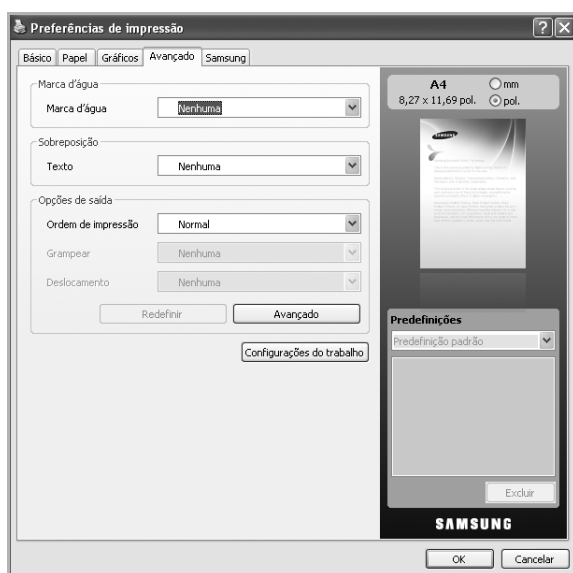 Preferências de impressão
Básico Papel Gráficos Avançado Samsung
Marca d'água
Marca d'água Nenhuma
Sobreposição
Texto Nenhuma
Opções de saída
Ordem de impressão Normal
Grampear Nenhuma
Deslocamento Nenhuma
Redefinir Avançado
Configurações do trabalho
A4 mm
8,27 x 11,69 pol. pol.
SAMSUNG
Predefinições
Predefinição padrão
Excluir
SAMSUNG
OK Cancelar